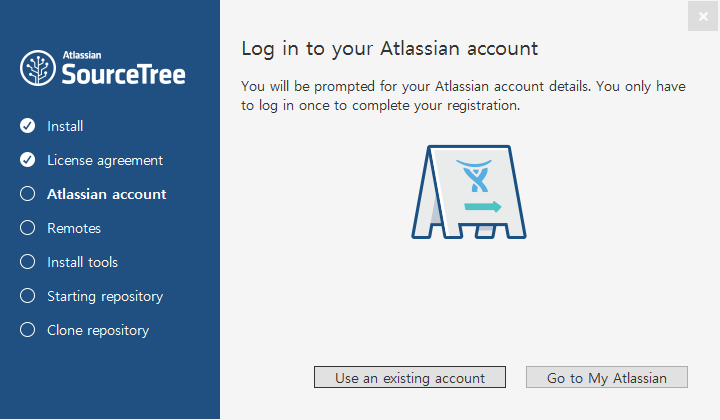 Atlassian
SourceTree
Install
License agreement
Atlassian account
Remotes
Install tools
Starting repository
Clone repository
Log in to your Atlassian account
You will be prompted for your Atlassian account details. You only have
to log in once to complete your registration.
Use an existing account
Go to My Atlassian